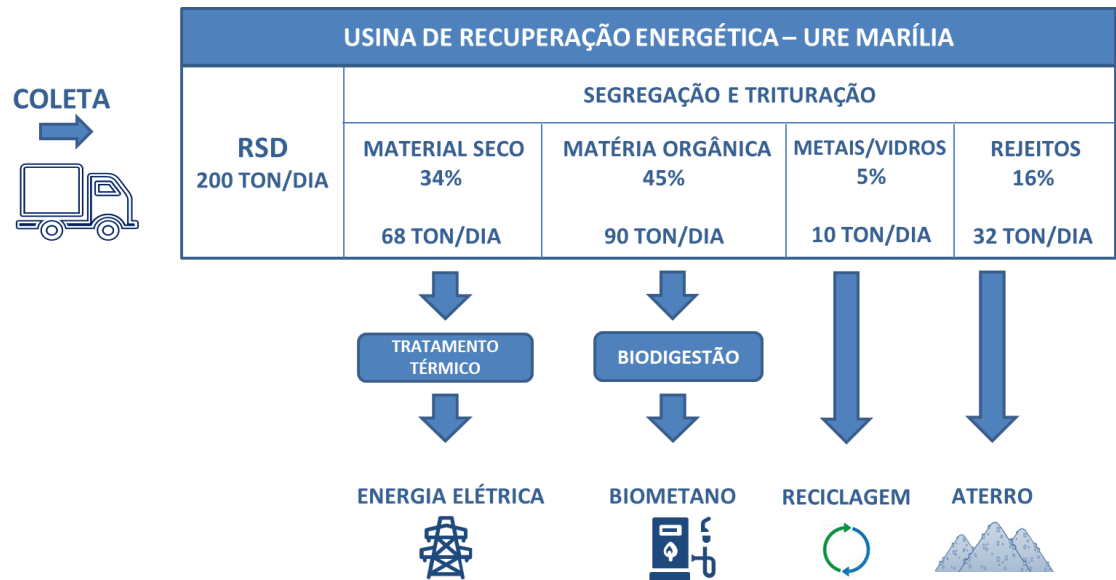 USINA DE RECUPERAÇÃO ENERGÉTICA – URE MARÍLIA
COLETA
SEGREGAÇÃO E TRITURAÇÃO
RSD
200 TON/DIA
MATERIAL SECO
34%
68 TON/DIA
MATÉRIA ORGÂNICA
45%
90 TON/DIA
METAIS/VIDROS
5%
10 TON/DIA
REJEITOS
16%
32 TON/DIA
TRATAMENTO
TÉRMICO
BIODIGESTÃO
ENERGIA ELÉTRICA
BIOMETANO
RECICLAGEM
ATERRO